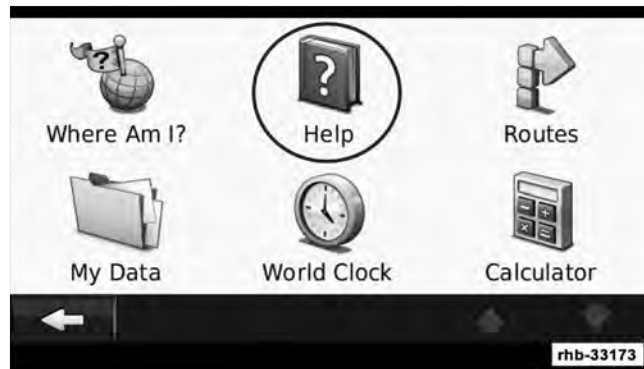 ?
?
Where Am I?
Help
Routes
My Data
World Clock
Calculator
rhb-33173